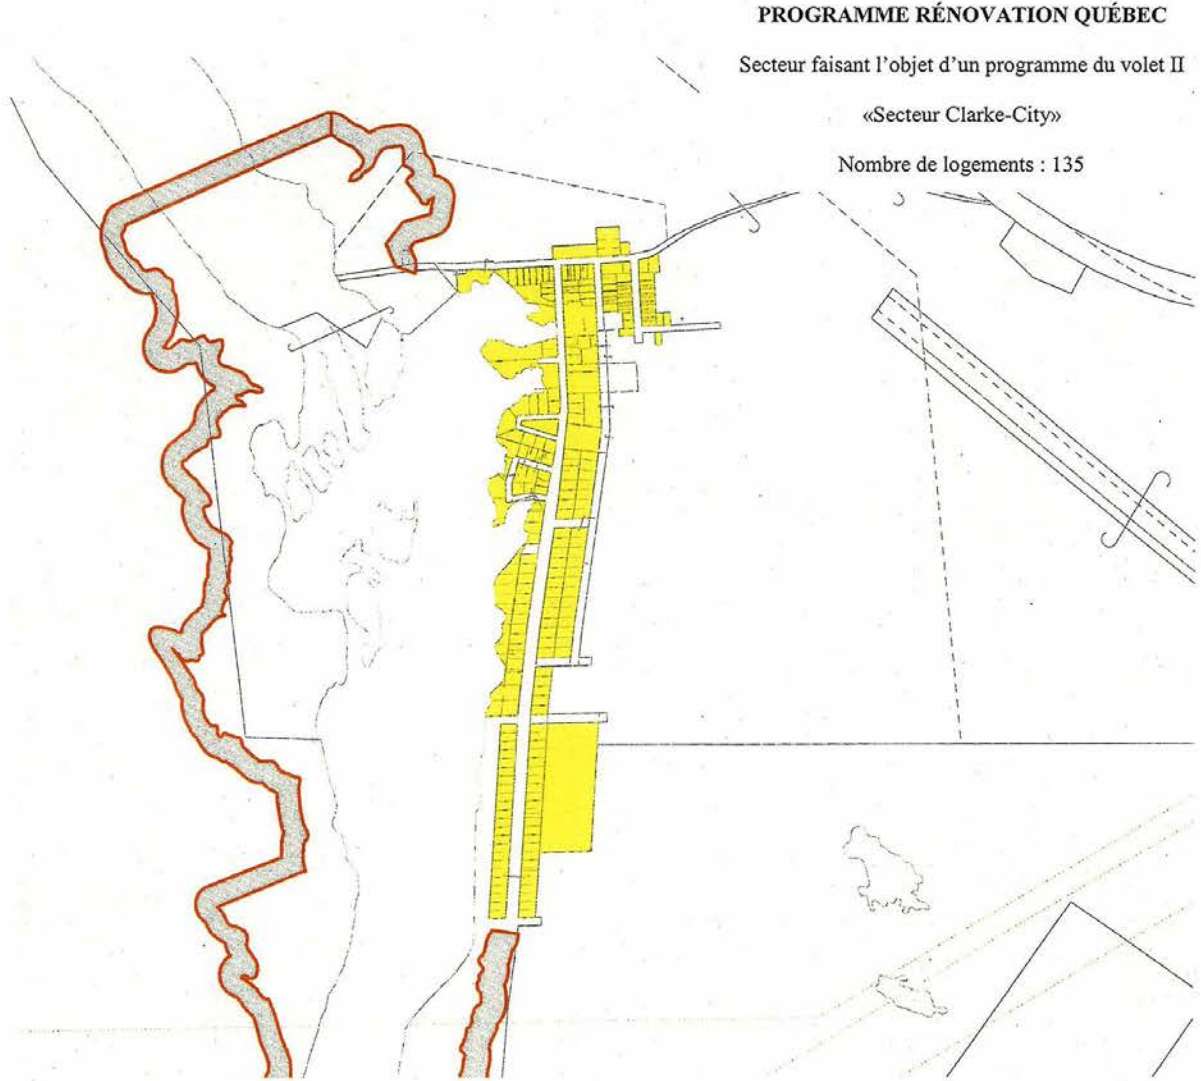 PROGRAMME RÉNOVATION QUÉBEC
Secteur faisant l'objet d'un programme du volet II
«Secteur Clarke-City»
Nombre de logements : 135